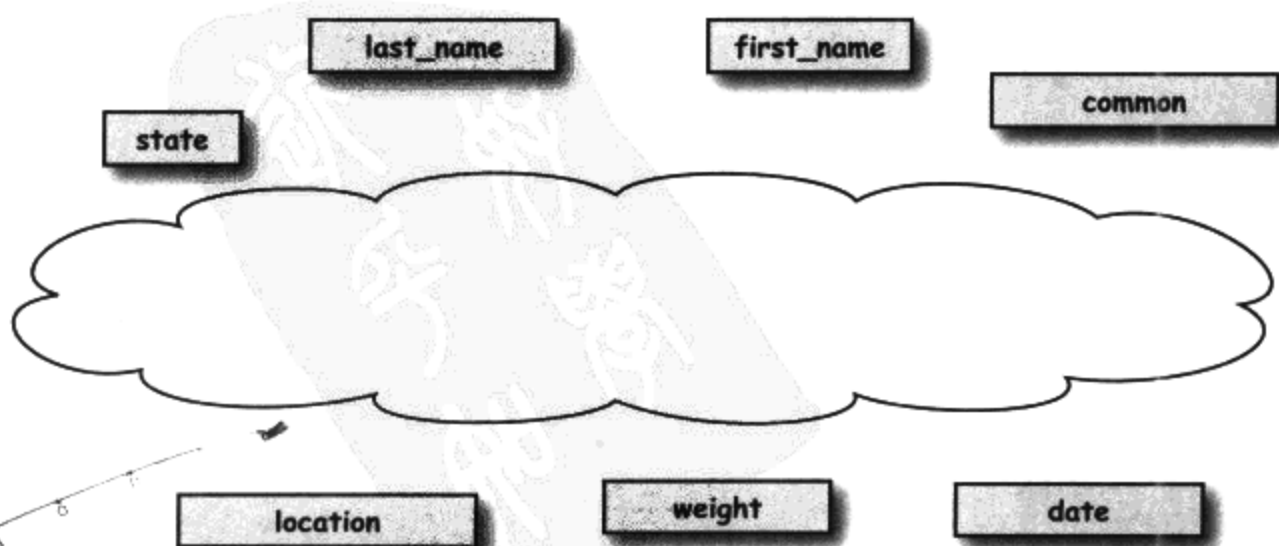 last_name
first_name
common
state
location
weight
date